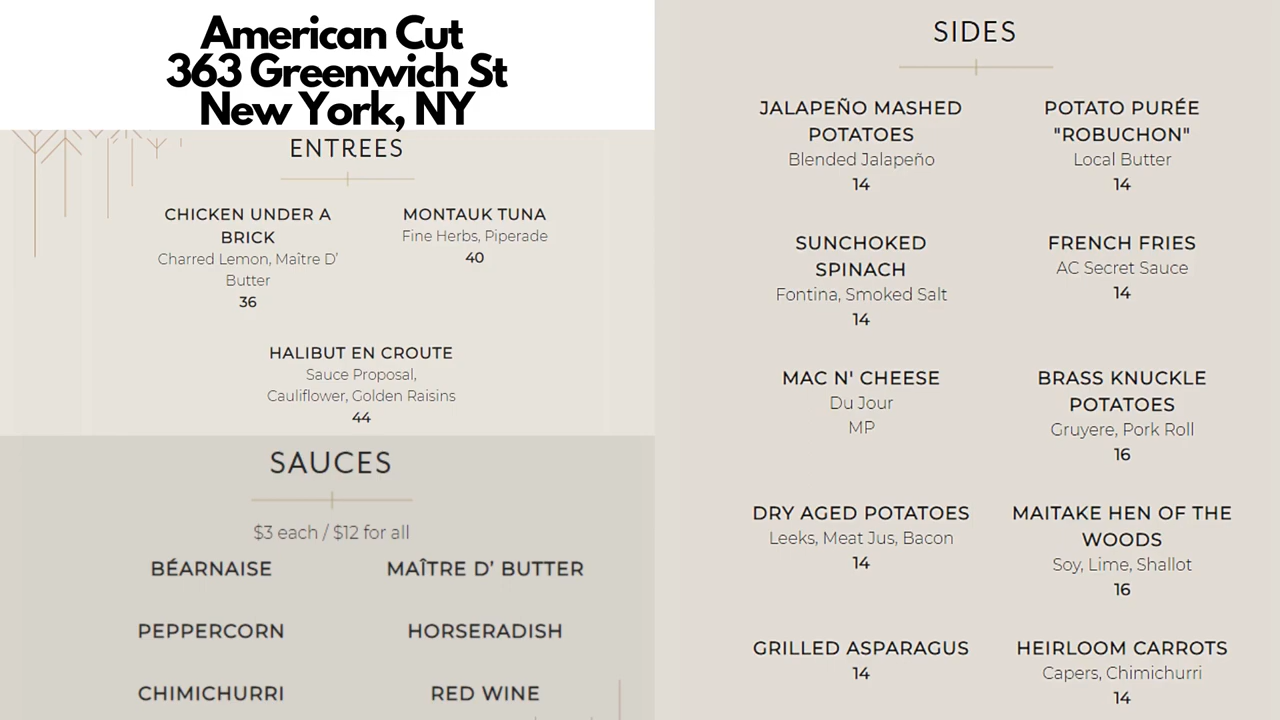 American Cut
363 Greenwich St
New York, NY
ENTREES
CHICKEN UNDER A
BRICK
Charred Lemon, Maître D'
Butter
36
MONTAUK TUNA
Fine Herbs, Piperade
40
HALIBUT EN CROUTE
Sauce Proposal,
Cauliflower, Golden Raisins
44
SAUCES
$3 each / $12 for all
BÉARNAISE
MAÎTRE D’ BUTTER
PEPPERCORN
HORSERADISH
CHIMICHURRI
RED WINE
SIDES
JALAPEÑO MASHED
POTATOES
Blended Jalapeño
14
POTATO PURÉE
"ROBUCHON"
Local Butter
14
SUNCHOKED
SPINACH
Fontina, Smoked Salt
14
FRENCH FRIES
AC Secret Sauce
14
MAC N' CHEESE
Du Jour
MP
BRASS KNUCKLE
POTATOES
Gruyere, Pork Roll
16
DRY AGED POTATOES
Leeks, Meat Jus, Bacon
14
MAITAKE HEN OF THE
WOODS
Soy, Lime, Shallot
16
GRILLED ASPARAGUS
14
HEIRLOOM CARROTS
Capers, Chimichurri
14